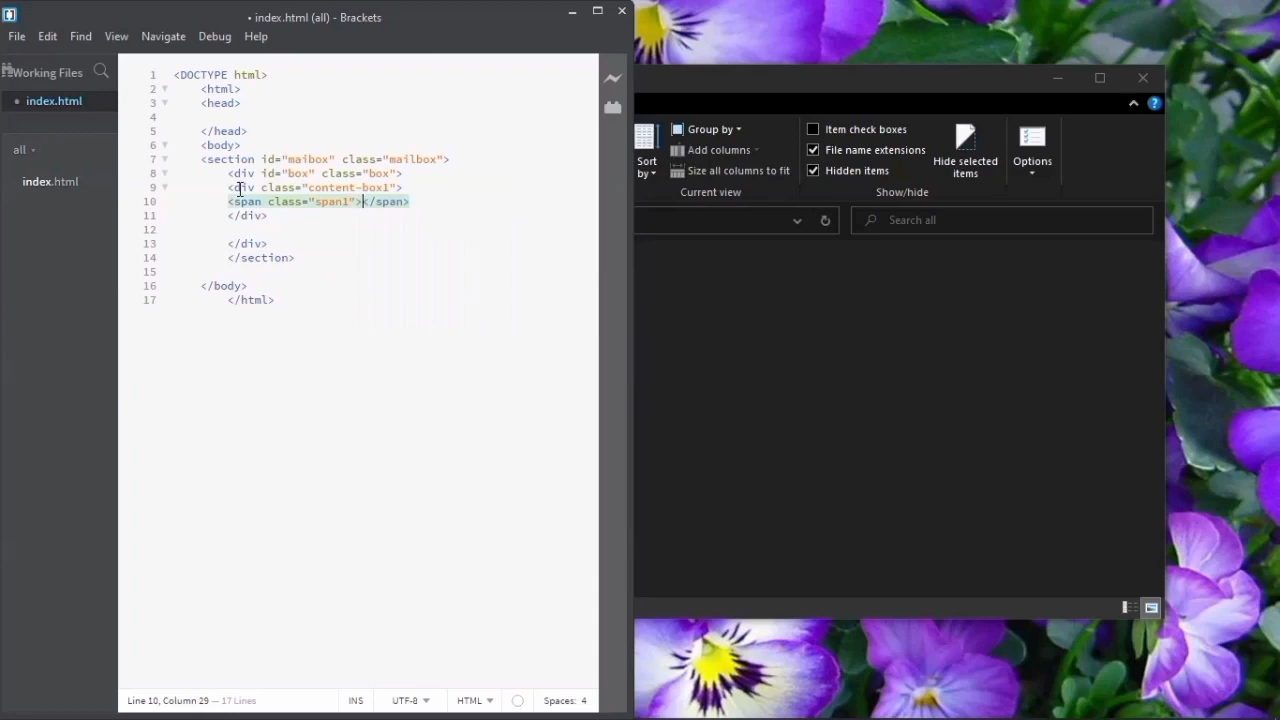 • index.html (all) - Brackets
File Edit Find View Navigate Debug Help
Working Files
• index.html
all
index.html
1 <DOCTYPE html>
2 <html>
3 <head>
4
5 </head>
6 <body>
7 <section id="maibox" class="mailbox">
8 <div id="box" class="box">
9 <div class="content-box1">
10 <span class="span1"></span>
11 </div>
12
13 </div>
14 </section>
15
16 </body>
17 </html>
Line 10, Column 29 — 17 Lines INS UTF-8 HTML Spaces: 4
Sort by
Group by
Add columns
Size all columns to fit
Current view
Item check boxes
File name extensions
Hidden items
Hide selected items
Show/hide
Options
Search all